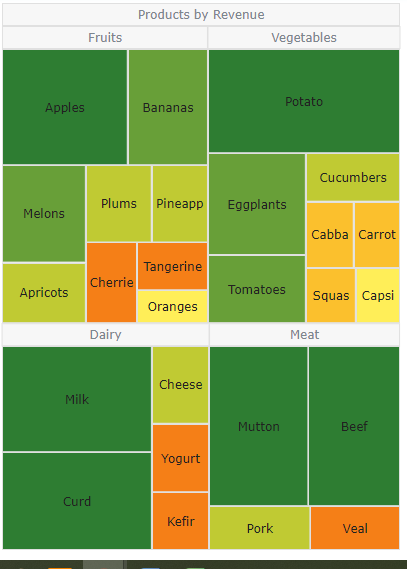 Products by Revenue
Fruits
Vegetables
Apples
Bananas
Potato
Melons
Plums
Pineapp
Apricots
Cherrie
Tangerine
Oranges
Eggplants
Cucumbers
Cabba
Carrot
Tomatoes
Squas
Capsi
Dairy
Meat
Milk
Cheese
Curd
Yogurt
Kefir
Mutton
Beef
Pork
Veal